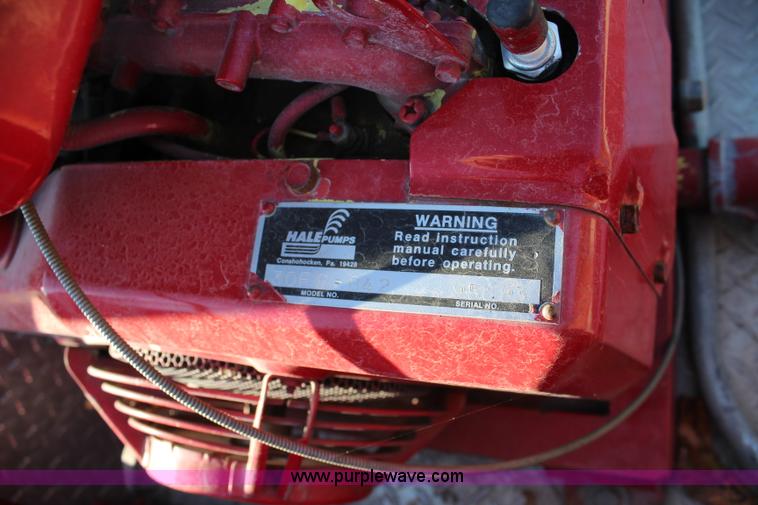 HALE PUMPS
Conshohocken, Pa. 19428
WARNING
Read instruction
manual carefully
before operating.
MODEL NO.
SERIAL NO.
www.purplewave.com